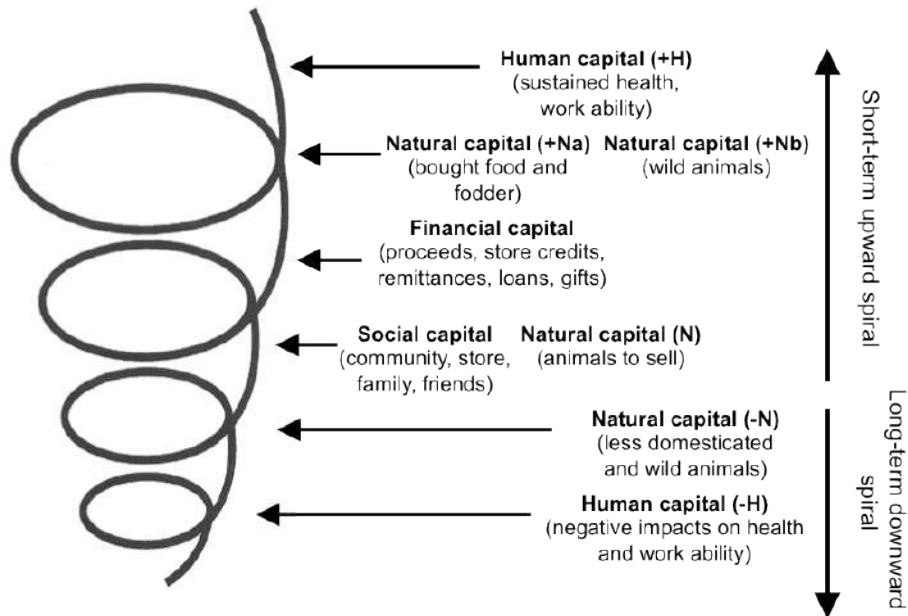 Human capital (+H)
(sustained health,
work ability)
Natural capital (+Na)
(bought food and
fodder)
Natural capital (+Nb)
(wild animals)
Financial capital
(proceeds, store credits,
remittances, loans, gifts)
Social capital
(community, store,
family, friends)
Natural capital (N)
(animals to sell)
Natural capital (-N)
(less domesticated
and wild animals)
Human capital (-H)
(negative impacts on health
and work ability)
Short-term upward spiral
Long-term downward
spiral